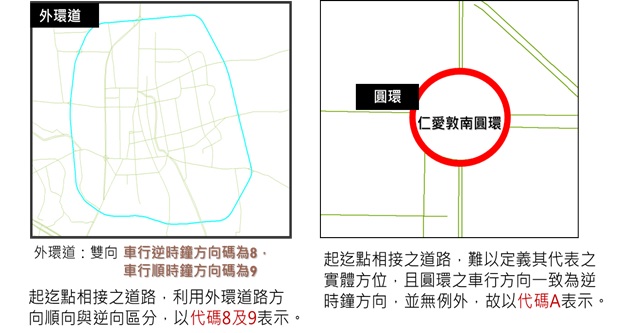 外環道
外環道：雙向 車行逆時鐘方向碼為8，
車行順時鐘方向碼為9
起迄點相接之道路，利用外環道路方
向順向與逆向區分，以代碼8及9表示。
圓環
仁愛敦南圓環
起迄點相接之道路，難以定義其代表之
實體方位，且圓環之車行方向一致為逆
時鐘方向，並無例外，故以代碼A表示。